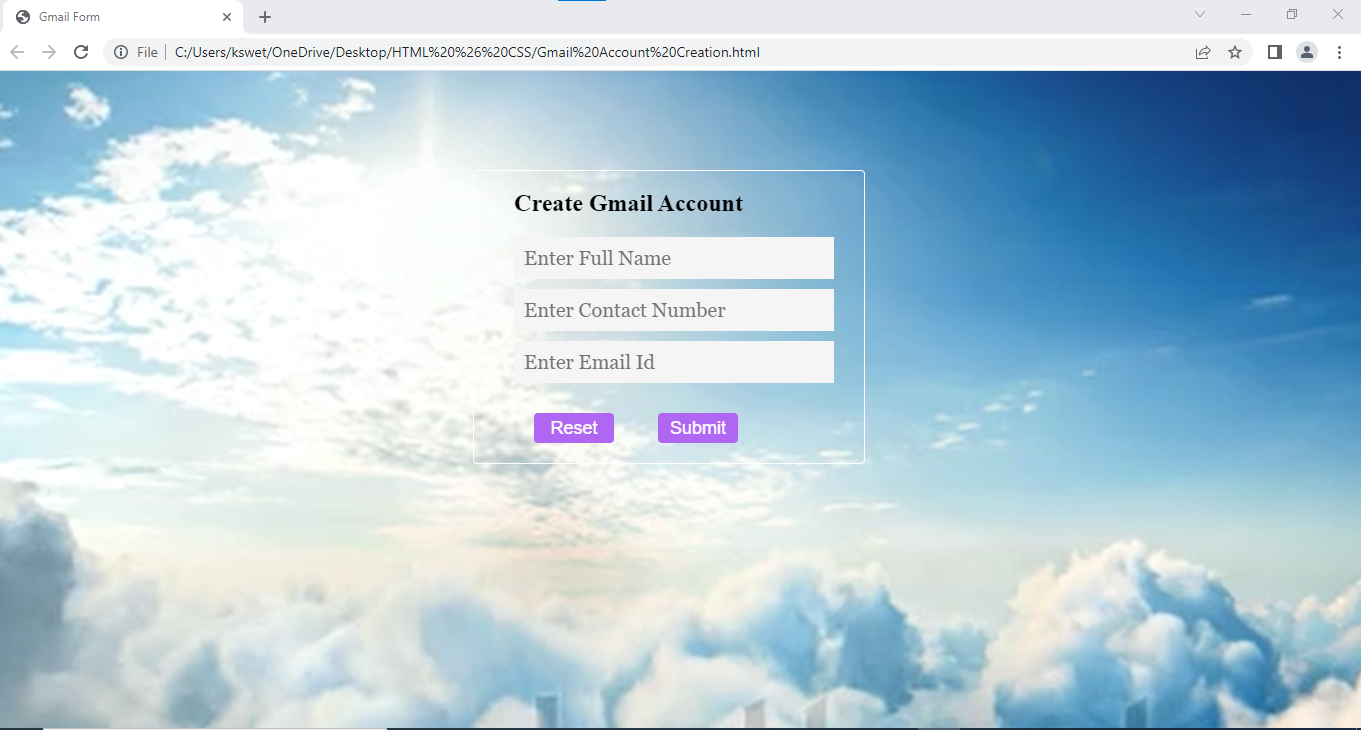 Gmail Form
File
C:/Users/kswet/OneDrive/Desktop/HTML%20%26%20CSS/Gmail%20Account%20Creation.html
Create Gmail Account
Enter Full Name
Enter Contact Number
Enter Email Id
Reset Submit